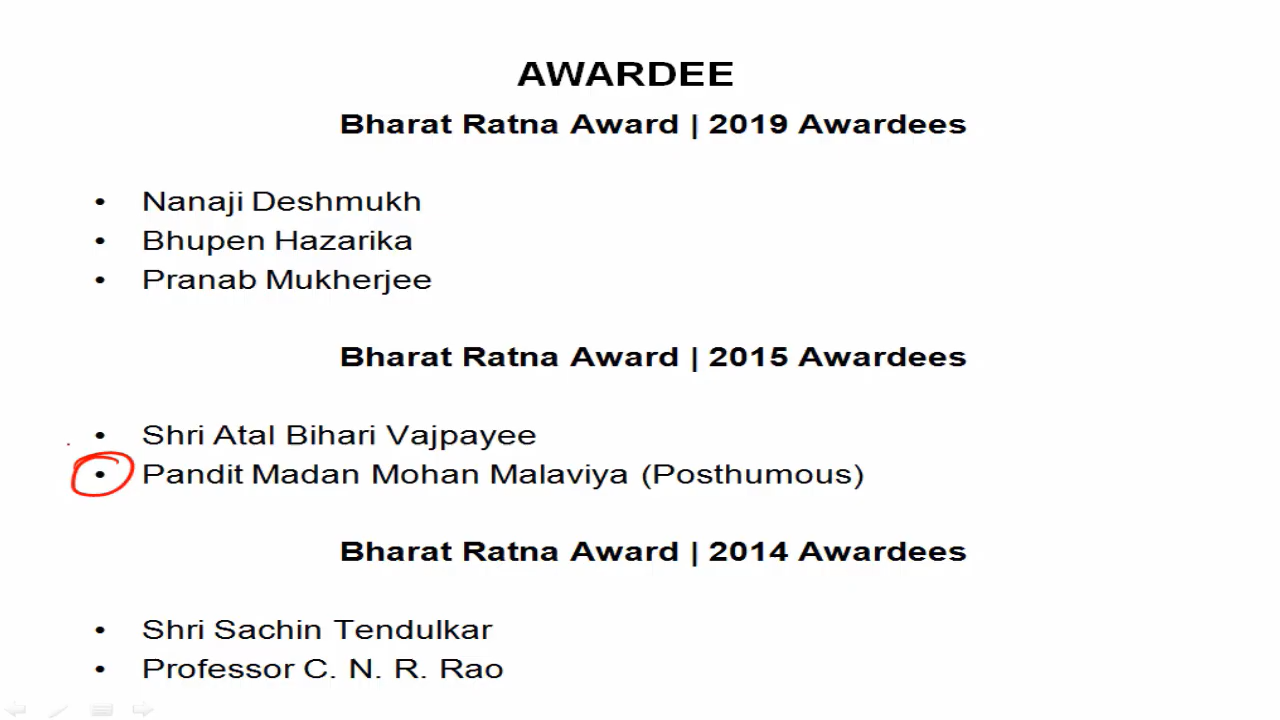 AWARDEE
Bharat Ratna Award | 2019 Awardees
• Nanaji Deshmukh
• Bhupen Hazarika
• Pranab Mukherjee
Bharat Ratna Award | 2015 Awardees
• Shri Atal Bihari Vajpayee
• Pandit Madan Mohan Malaviya (Posthumous)
Bharat Ratna Award | 2014 Awardees
• Shri Sachin Tendulkar
• Professor C. N. R. Rao